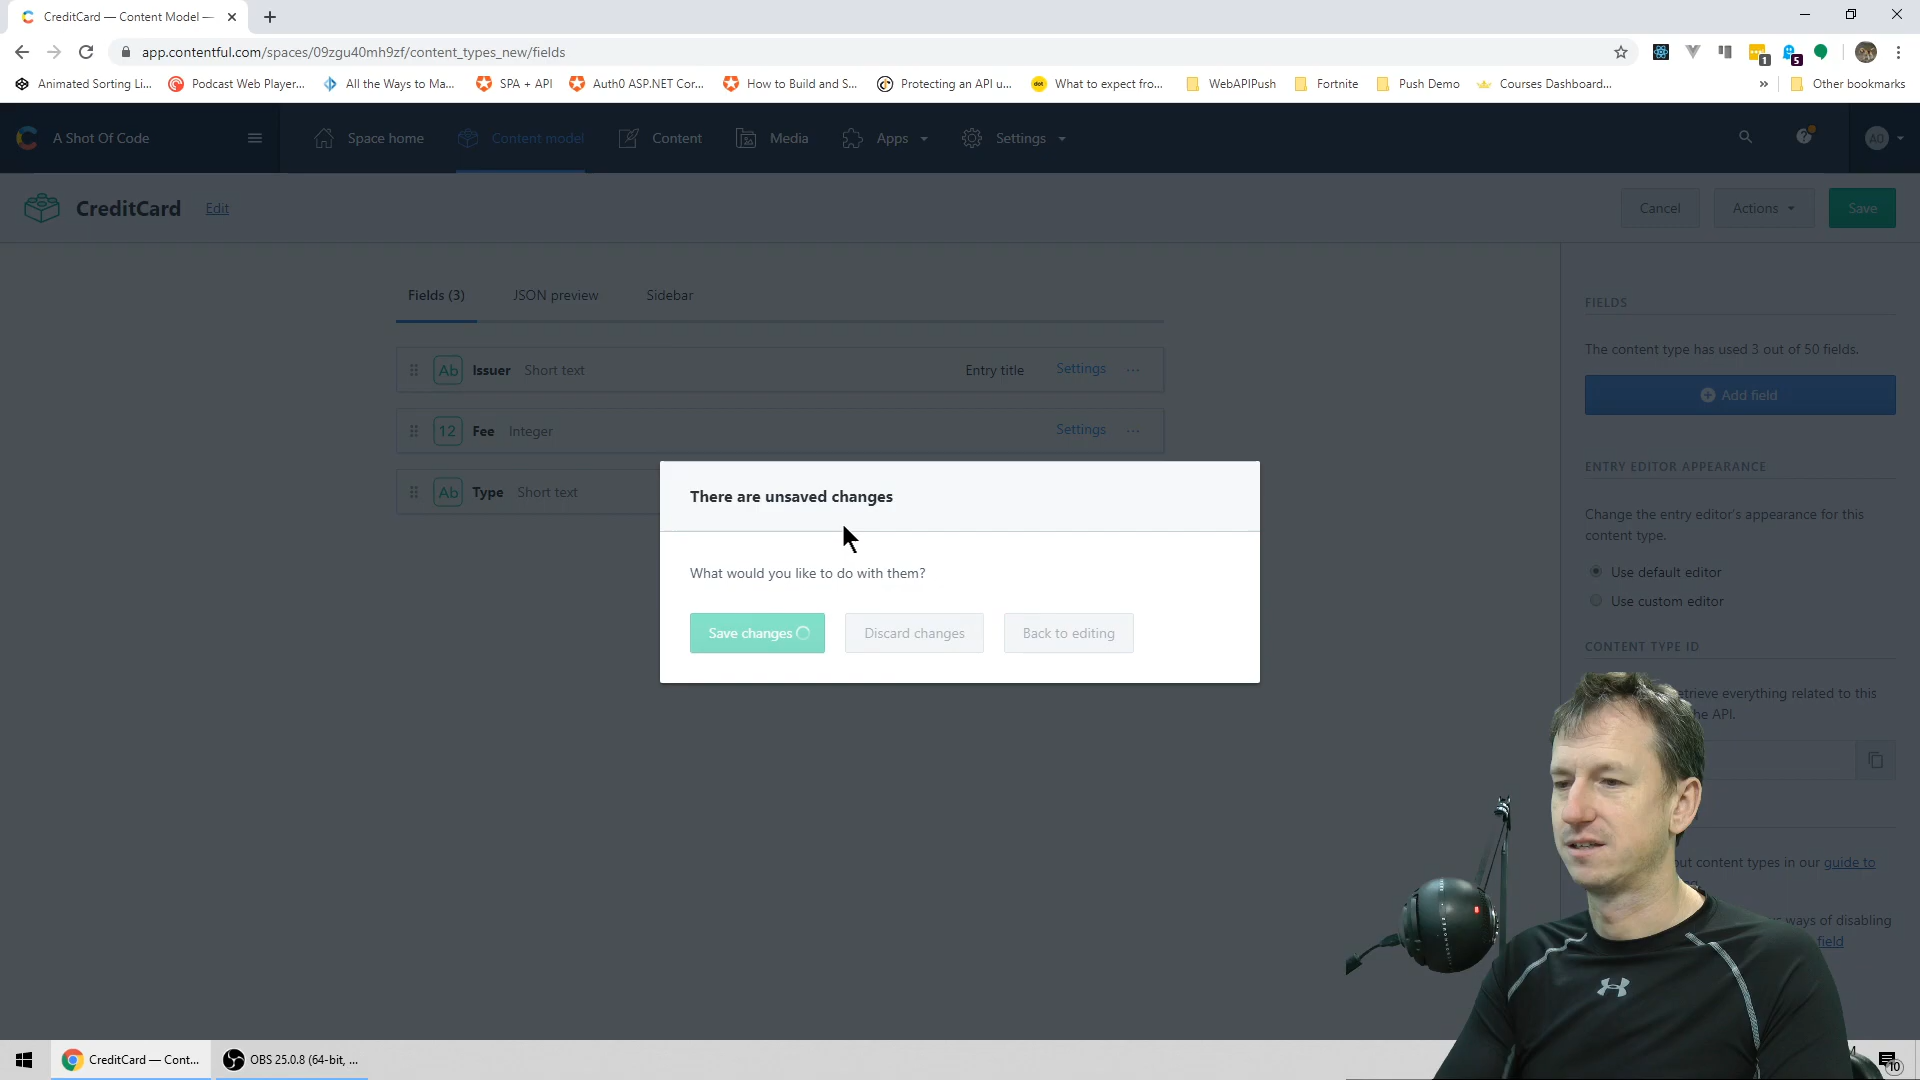 CreditCard — Content Model —
app.contentful.com/spaces/09zgu40mh9zf/content_types_new/fields
Animated Sorting Li... Podcast Web Player... All the Ways to Ma... SPA + API Auth0 ASP.NET Cor... How to Build and S... Protecting an API u... dot What to expect fro... WebAPIPush Fortnite Push Demo Courses Dashboard... » Other bookmarks
1 5
A Shot Of Code Space home Content model Content Media Apps Settings ? AO
CreditCard Edit Cancel Actions Save
Fields (3) JSON preview Sidebar
Ab Issuer Short text Entry title Settings ...
12 Fee Integer Settings ...
Ab Type Short text
There are unsaved changes
What would you like to do with them?
Save changes Discard changes Back to editing
FIELDS
The content type has used 3 out of 50 fields.
Add field
ENTRY EDITOR APPEARANCE
Change the entry editor's appearance for this
content type.
Use default editor
Use custom editor
CONTENT TYPE ID
etrieve everything related to this
he API.
content types in our guide to
ways of disabling
field
CreditCard — Cont... OBS 25.0.8 (64-bit, ...
10